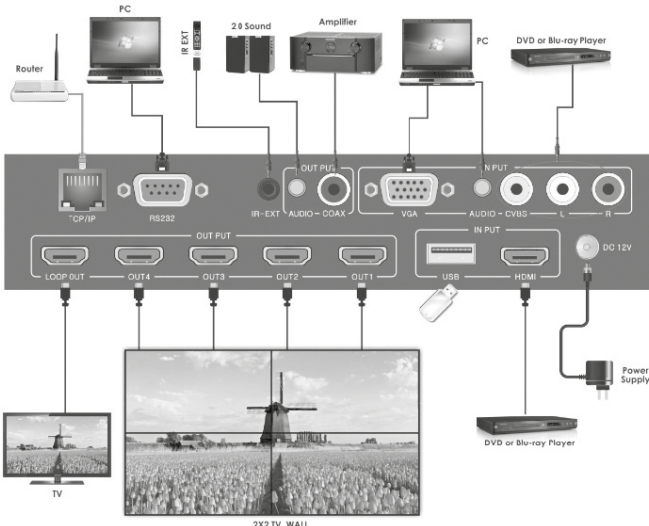 PC
IR EXT
2.0 Sound
Amplifier
PC
DVD or Blu-ray Player
Router
OUT PUT
IN PUT
TCP/IP
RS232
IR-EXT
AUDIO - COAX
VGA
AUDIO - CVBS
L
R
OUT PUT
IN PUT
DC 12V
LOOP OUT
OUT4
OUT3
OUT2
OUT1
USB
HDMI
Power
Supply
DVD or Blu-ray Player
TV
2X2 TV WALL